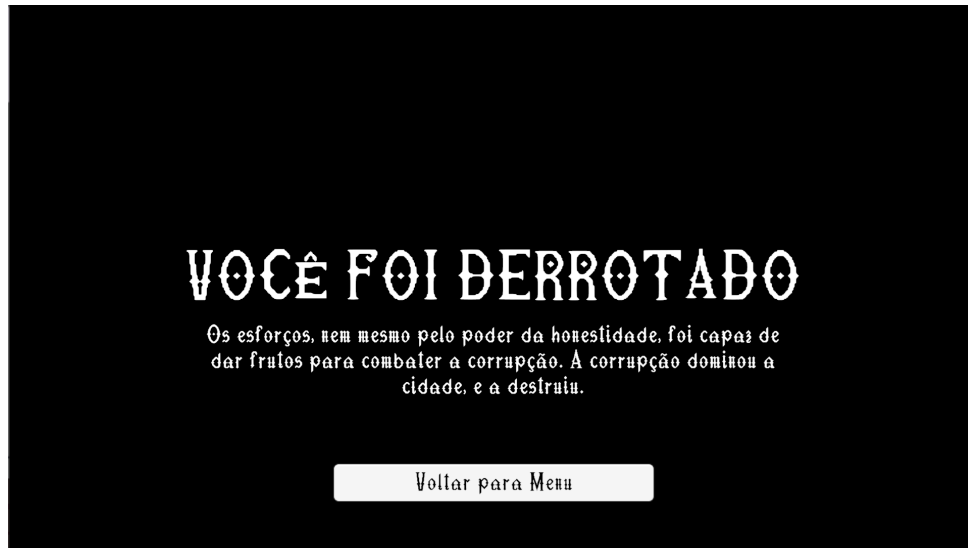 VOCÊ FOI DERROTADO
Os esforços, nem mesmo pelo poder da honestidade, foi capaz de
dar frutos para combater a corrupção. A corrupção dominou a
cidade, e a destruiu.
Voltar para Menu